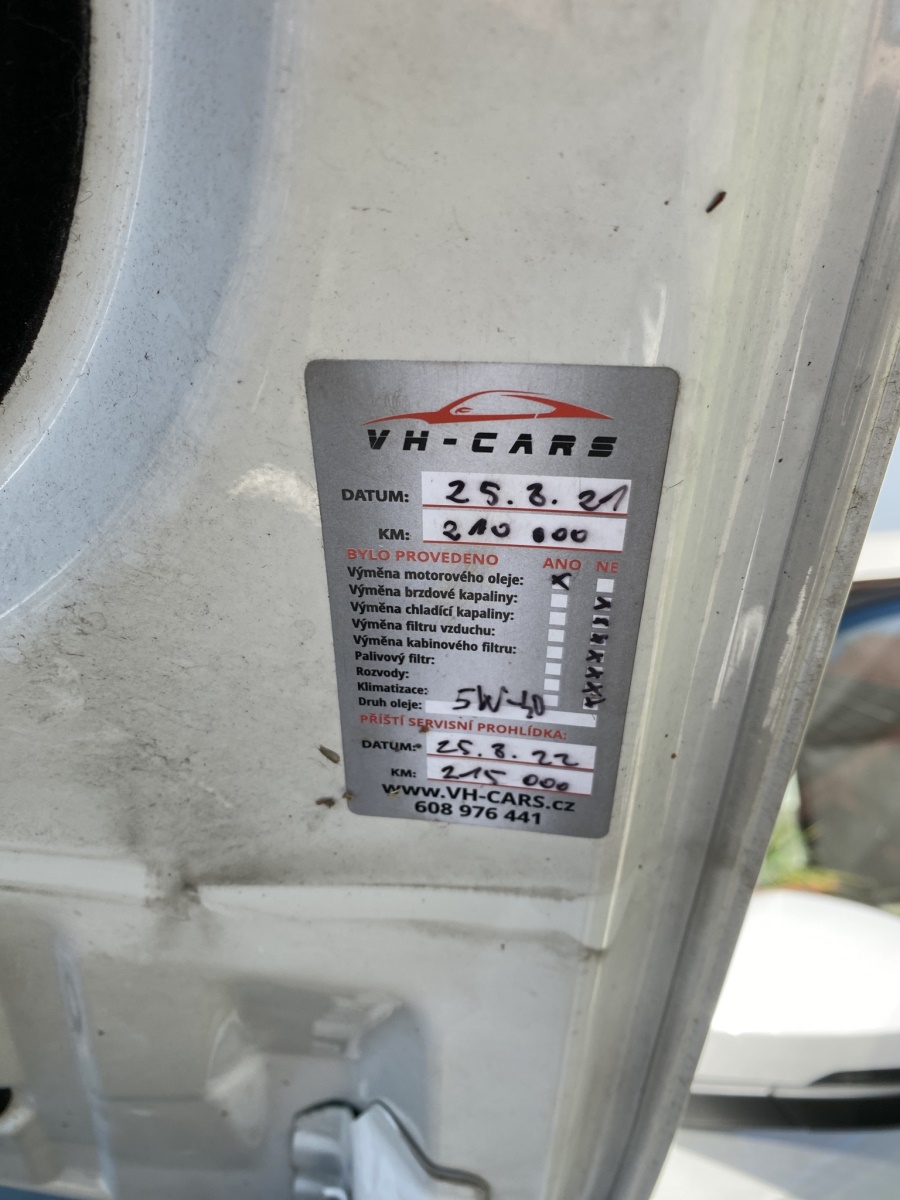 VH-CARS
DATUM: 25.8.21
KM: 210 000
BYLO PROVEDENO ANO NE
Výměna motorového oleje: x
Výměna brzdové kapaliny: x
Výměna chladící kapaliny: x
Výměna filtru vzduchu: x
Výměna kabinového filtru: x
Palivový filtr: x
Rozvody: x
Klimatizace: x
Druh oleje: 5W-40
PŘÍŠTÍ SERVISNÍ PROHLÍDKA:
DATUM: 25.8.22
KM: 215 000
WWW.VH-CARS.CZ
608 976 441